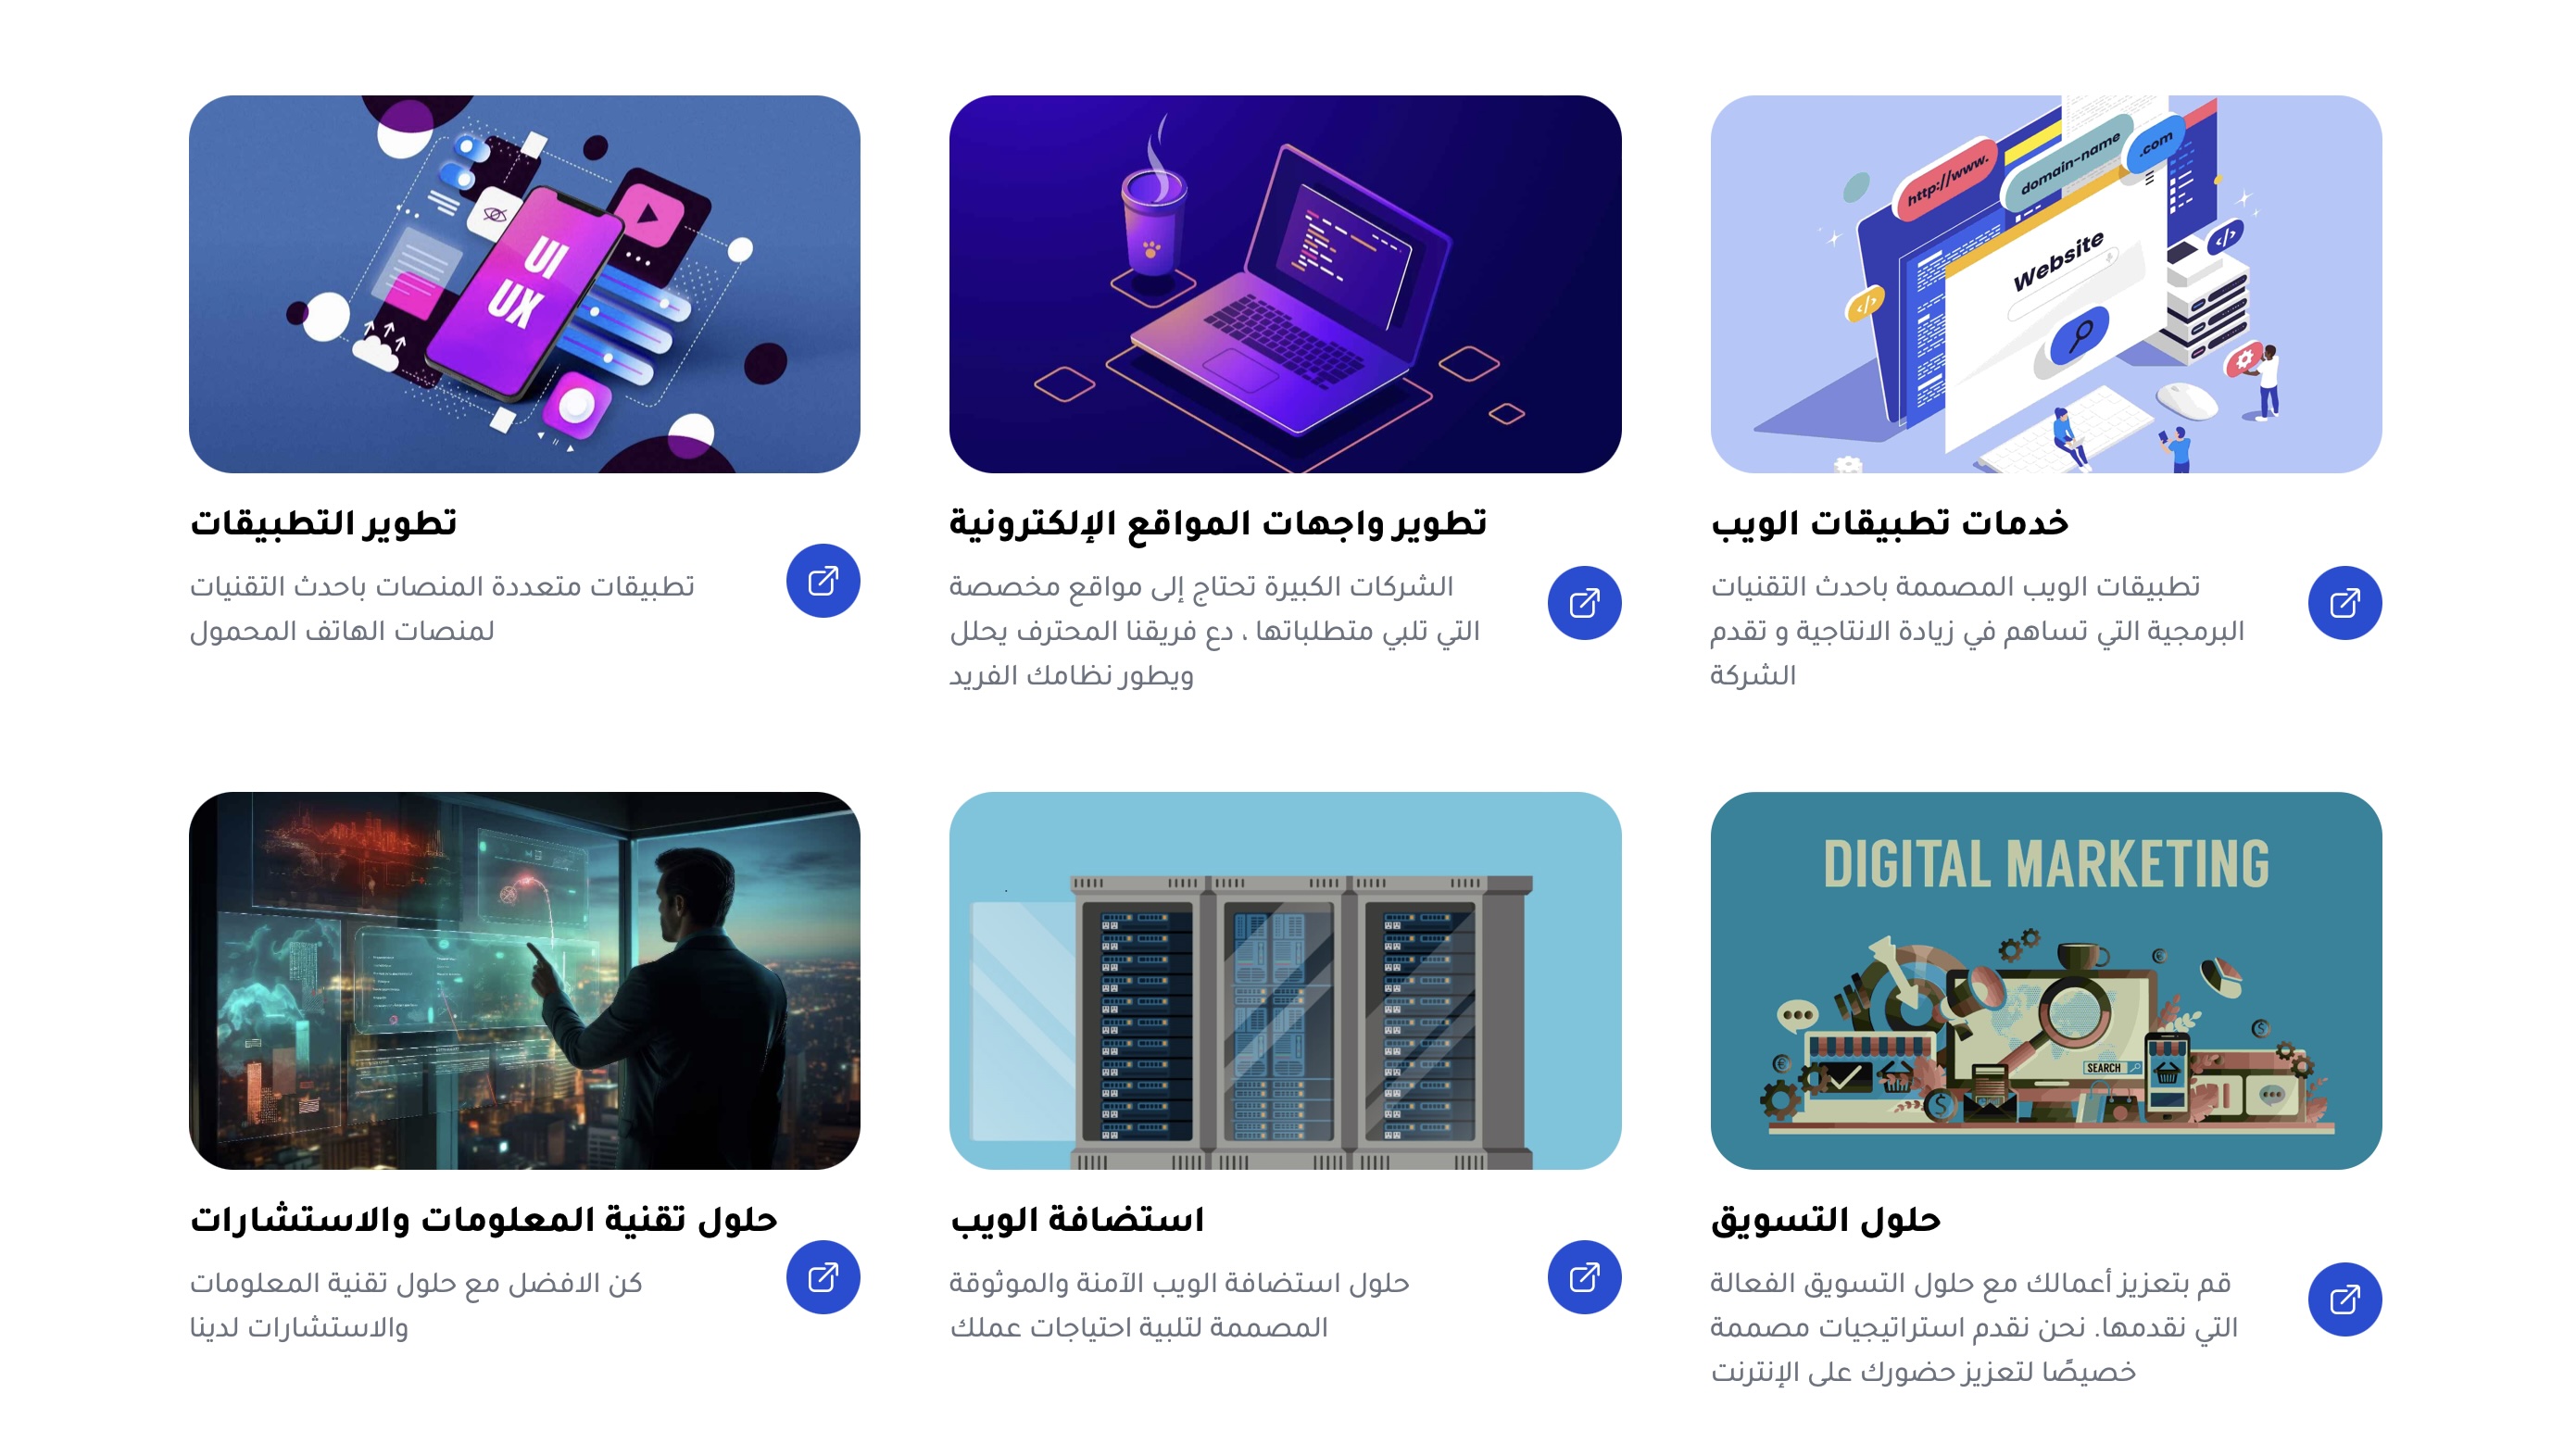 http://www.
domain-name
.com
Website
خدمات تطبيقات الويب
تطبيقات الويب المصممة باحدث التقنيات
البرمجية التي تساهم في زيادة الانتاجية و تقدم
الشركة
تطوير واجهات المواقع الإلكترونية
الشركات الكبيرة تحتاج إلى مواقع مخصصة
التي تلبي متطلباتها ، دع فريقنا المحترف يحلل
ويطور نظامك الفريد
UI
UX
تطوير التطبيقات
تطبيقات متعددة المنصات باحدث التقنيات
لمنصات الهاتف المحمول
DIGITAL MARKETING
SEARCH
حلول التسويق
قم بتعزيز أعمالك مع حلول التسويق الفعالة
التي نقدمها. نحن نقدم استراتيجيات مصممة
خصيصًا لتعزيز حضورك على الإنترنت
استضافة الويب
حلول استضافة الويب الآمنة والموثوقة
المصممة لتلبية احتياجات عملك
حلول تقنية المعلومات والاستشارات
كن الافضل مع حلول تقنية المعلومات
والاستشارات لدينا